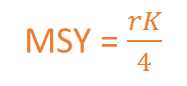 MSY = rK/4